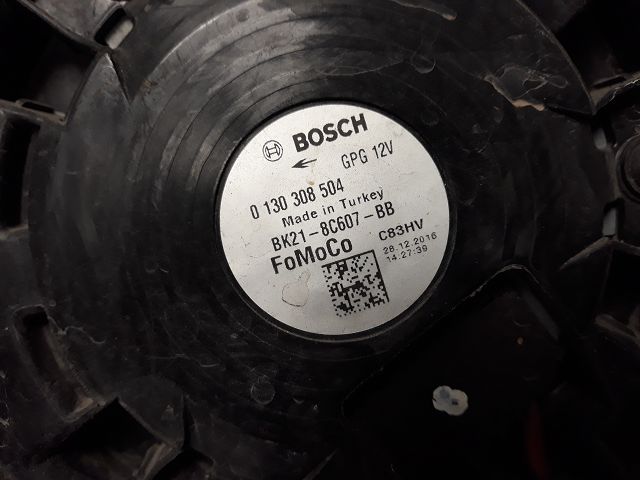 BOSCH
GPG 12V
0 130 308 504
Made in Turkey
BK21-8C607-BB
FoMoCo
C83HV
28.12.2016
14:27:39